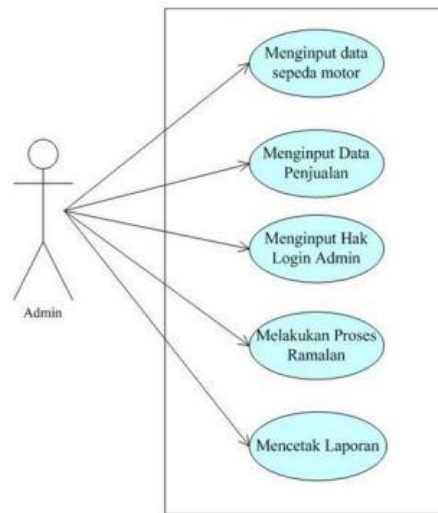 Menginput data
sepeda motor
Menginput Data
Penjualan
Menginput Hak
Login Admin
Admin
Melakukan Proses
Ramalan
Mencetak Laporan